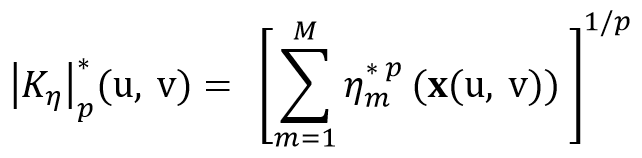 |K_η|*_p (u, v) = [∑_{m=1}^{M} η_m^{* p} (𝐱(u, v))]^{1/p}